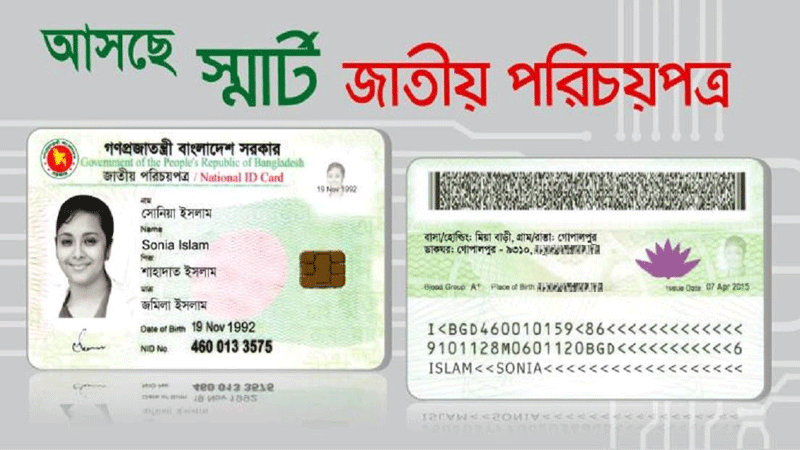 আসছে স্মার্ট জাতীয় পরিচয়পত্র
গণপ্রজাতন্ত্রী বাংলাদেশ সরকার
Government of the People's Republic of Bangladesh
জাতীয় পরিচয়পত্র / National ID Card
19 Nov 1992
নাম
সোনিয়া ইসলাম
Name
Sonia Islam
পিতা
শাহাদাত ইসলাম
মাতা
জমিলা ইসলাম
Date of Birth 19 Nov 1992
NID No. 460 013 3575
বাসা/হোল্ডিং: মিয়া বাড়ী, গ্রাম/রাস্তা: গোপালপুর
ডাকঘর: গোপালপুর - ৯৩১০,
Blood Group: A+ Place of Birth: Issue Date 07 Apr 2015
I<BGD460010159<86<<<<<<<<<<<<<
9101128M0601120BGD<<<<<<<<<<<6
ISLAM<<SONIA<<<<<<<<<<<<<<<<<<